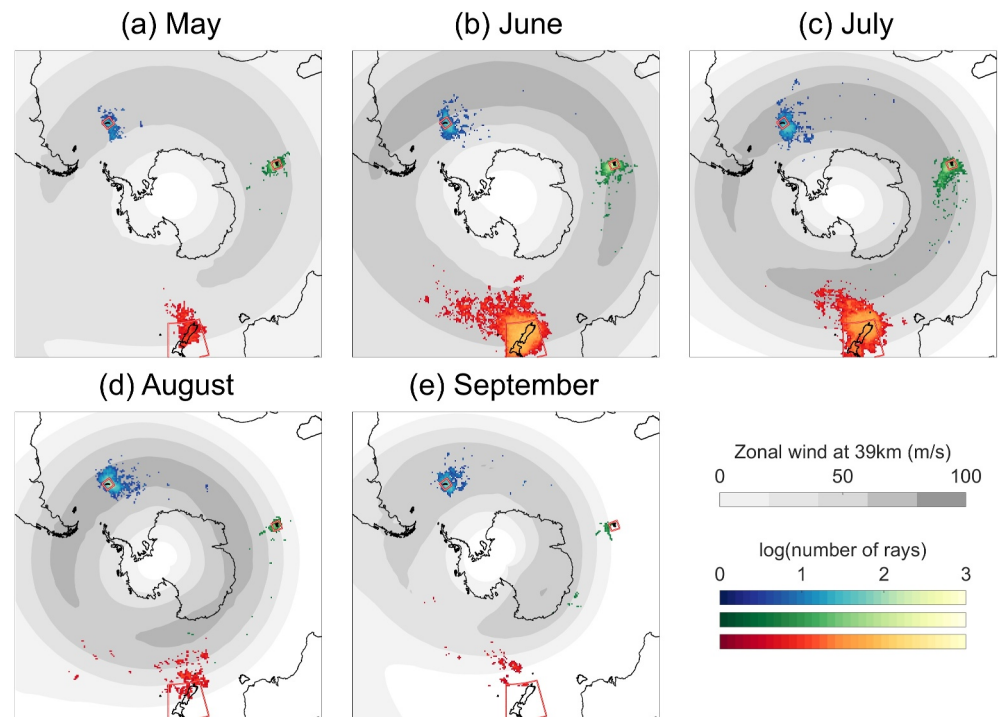 (a) May
(b) June
(c) July
(d) August
(e) September
Zonal wind at 39km (m/s)
0 50 100
log(number of rays)
0 1 2 3